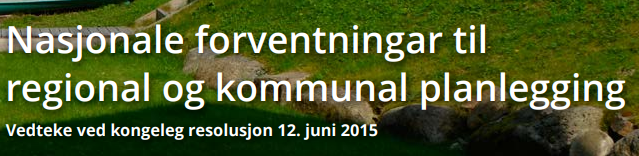 Nasjonale forventningar til
regional og kommunal planlegging
Vedteke ved kongeleg resolusjon 12. juni 2015